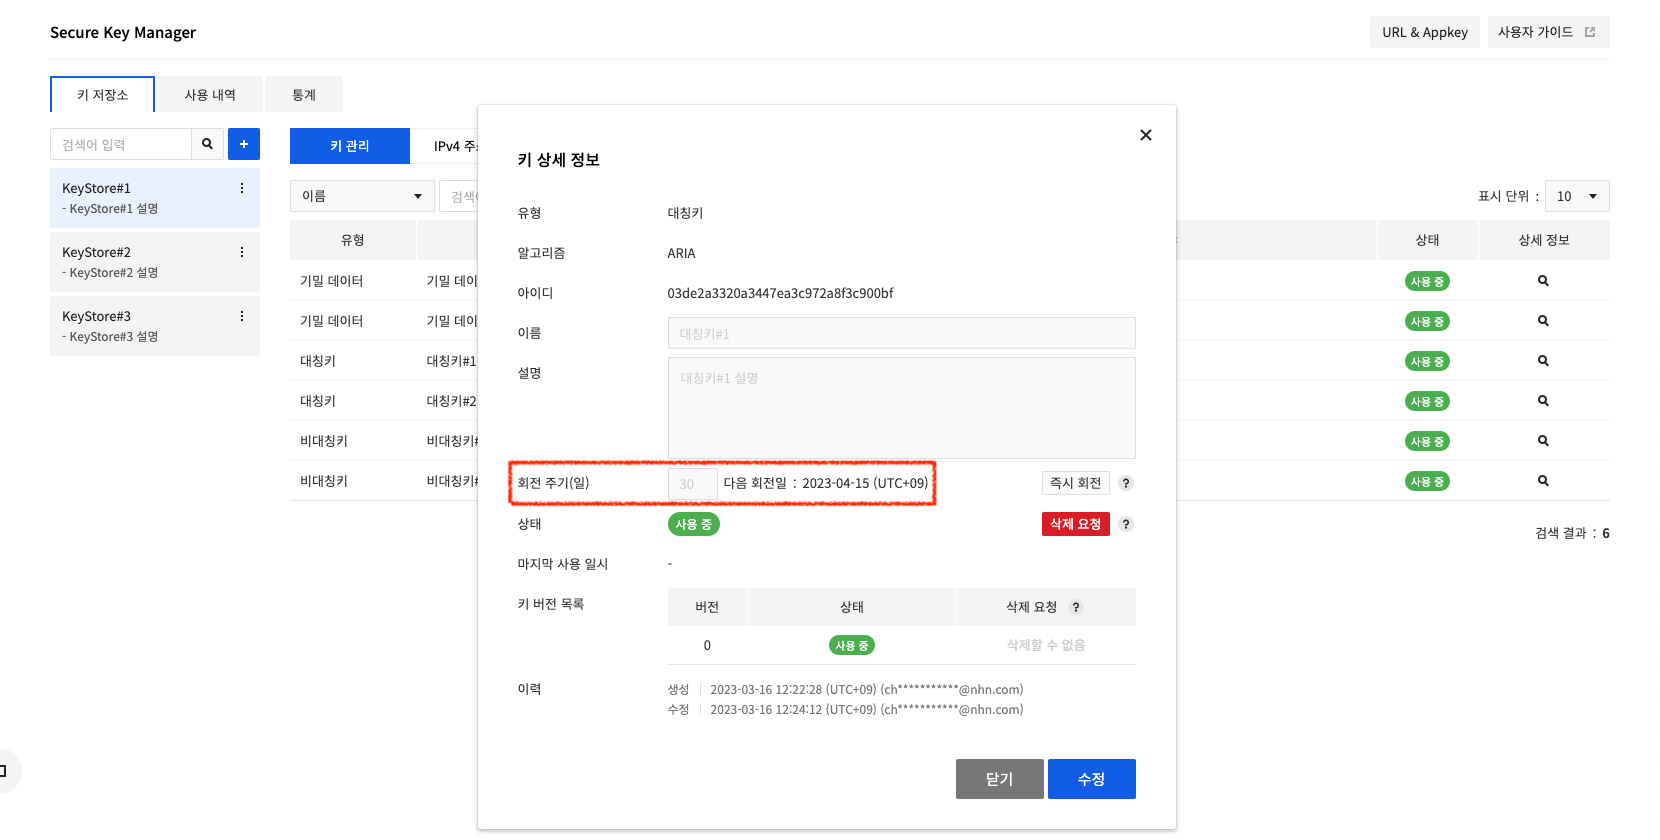 Secure Key Manager
URL & Appkey
사용자 가이드
키 저장소
사용 내역
통계
검색어 입력
+
KeyStore#1
- KeyStore#1 설명
KeyStore#2
- KeyStore#2 설명
KeyStore#3
- KeyStore#3 설명
키 관리
IPv4
이름
표시 단위 : 10
유형
상태
상세 정보
기밀 데이터
기밀 데이
사용 중
기밀 데이터
기밀 데이
사용 중
대칭키
대칭키#1
사용 중
대칭키
대칭키#2
사용 중
비대칭키
비대칭키
사용 중
비대칭키
비대칭키
사용 중
검색 결과 : 6
키 상세 정보
유형 대칭키
알고리즘 ARIA
아이디 03de2a3320a3447ea3c972a8f3c900bf
이름 대칭키#1
설명 대칭키#1 설명
회전 주기(일) 30 다음 회전일 : 2023-04-15 (UTC+09) 즉시 회전 ?
상태 사용 중 삭제 요청 ?
마지막 사용 일시 -
키 버전 목록
버전 상태 삭제 요청 ?
0 사용 중 삭제할 수 없음
이력
생성 2023-03-16 12:22:28 (UTC+09) (ch***********@nhn.com)
수정 2023-03-16 12:24:12 (UTC+09) (ch***********@nhn.com)
닫기
수정